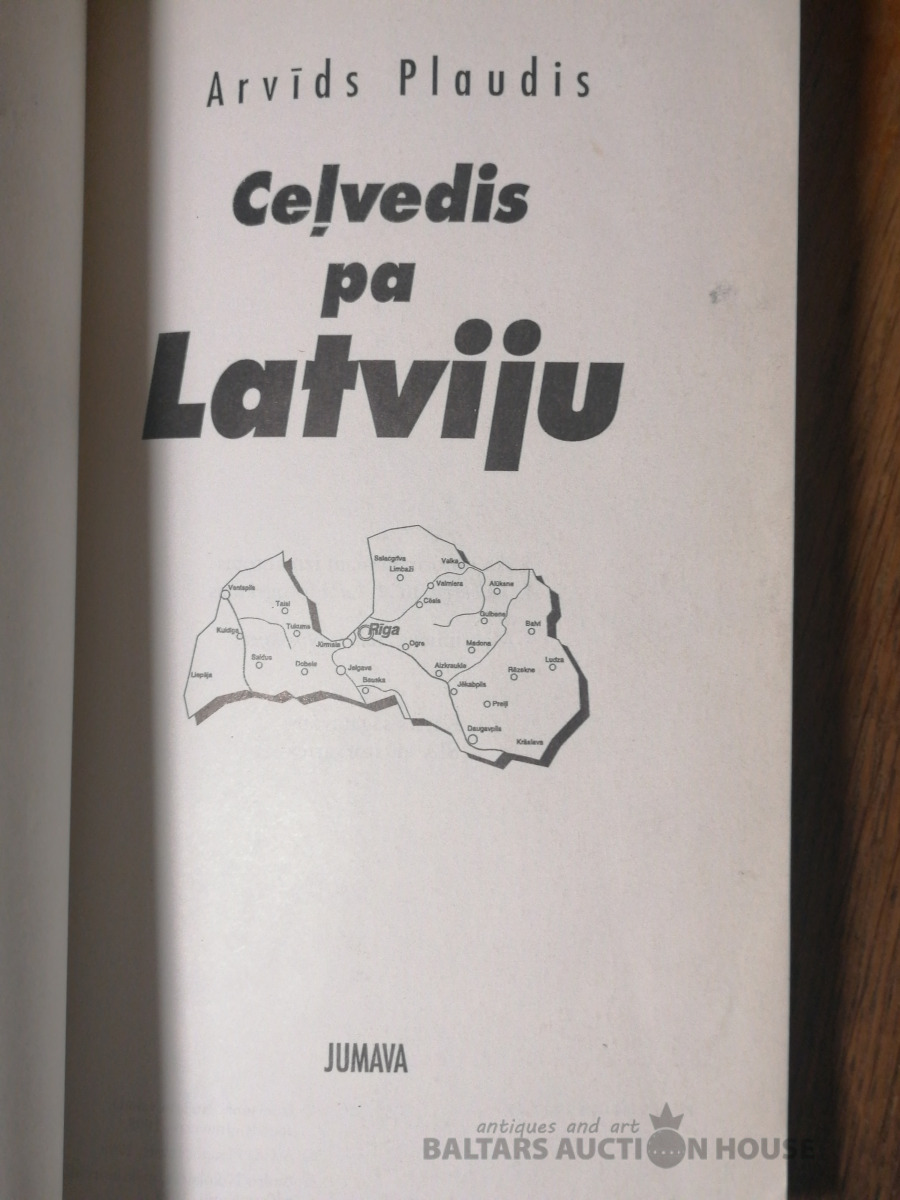 Arvīds Plaudis
Ceļvedis
pa
Latviju
Salacgrīva
Limbaži
Valka
Valmiera
Alūksne
Cēsis
Gulbene
Balvi
Ventspils
Talsi
Kuldīga
Tukums
Jūrmala
Rīga
Ogre
Madona
Ludza
Rēzekne
Saldus
Dobele
Jelgava
Aizkraukle
Liepāja
Bauska
Jēkabpils
Preiļi
Daugavpils
Krāslava
JUMAVA
antiques and art
BALTARS AUCTION HOUSE